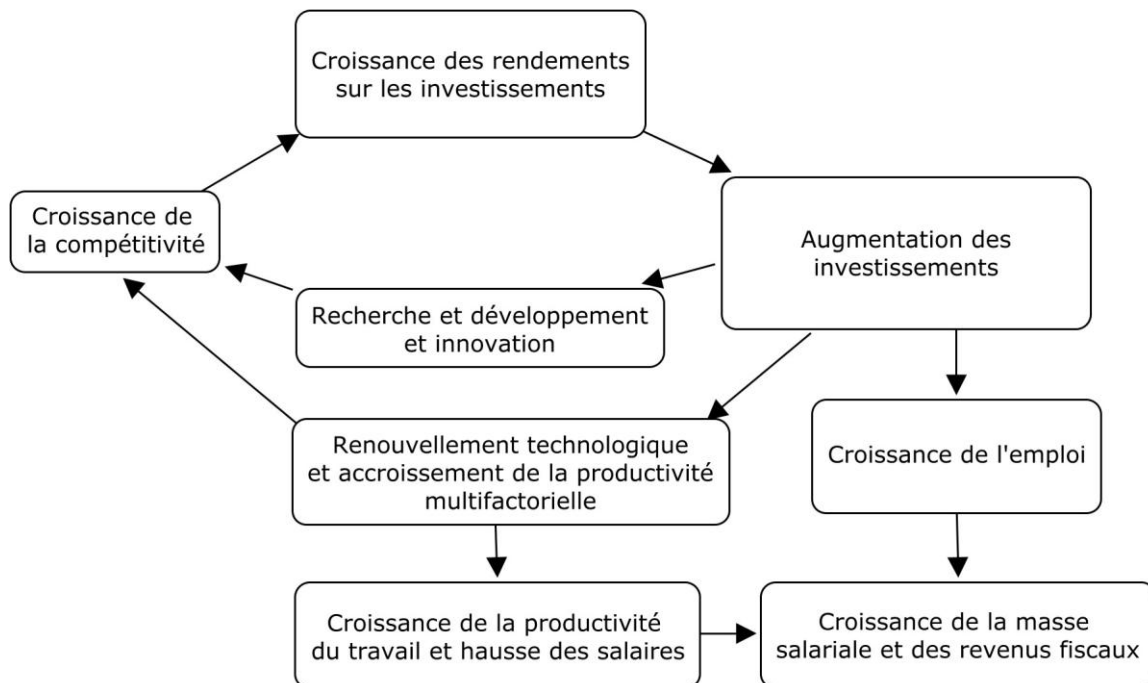 Croissance des rendements
sur les investissements
Croissance de
la compétitivité
Augmentation des
investissements
Recherche et développement
et innovation
Renouvellement technologique
et accroissement de la productivité
multifactorielle
Croissance de l'emploi
Croissance de la productivité
du travail et hausse des salaires
Croissance de la masse
salariale et des revenus fiscaux